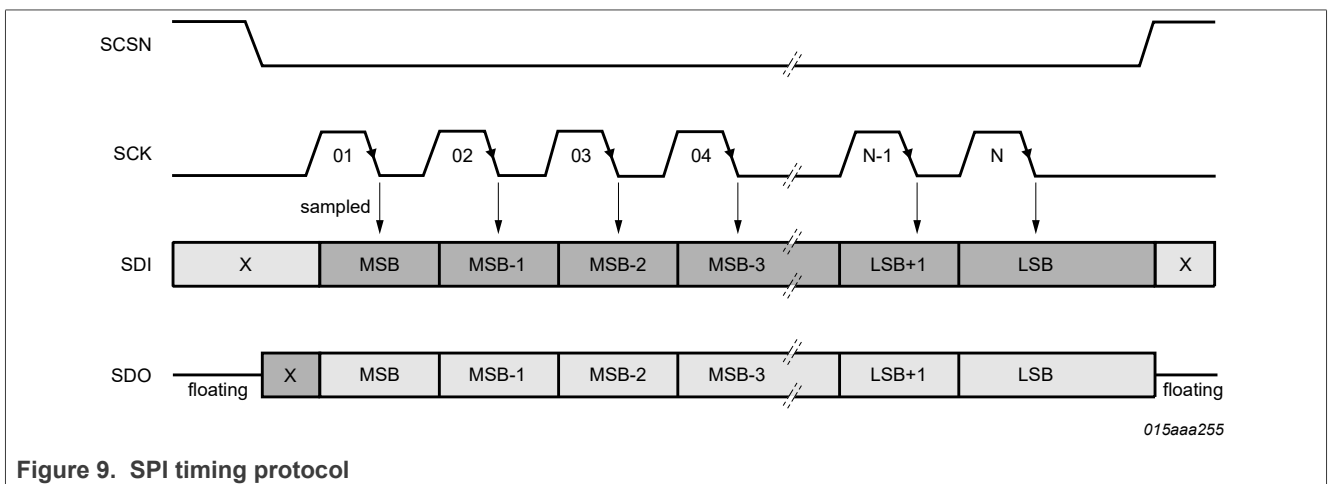 SCSN
SCK
01 02 03 04 N-1 N
sampled
SDI
X MSB MSB-1 MSB-2 MSB-3 LSB+1 LSB X
SDO
floating X MSB MSB-1 MSB-2 MSB-3 LSB+1 LSB floating
015aaa255
Figure 9. SPI timing protocol